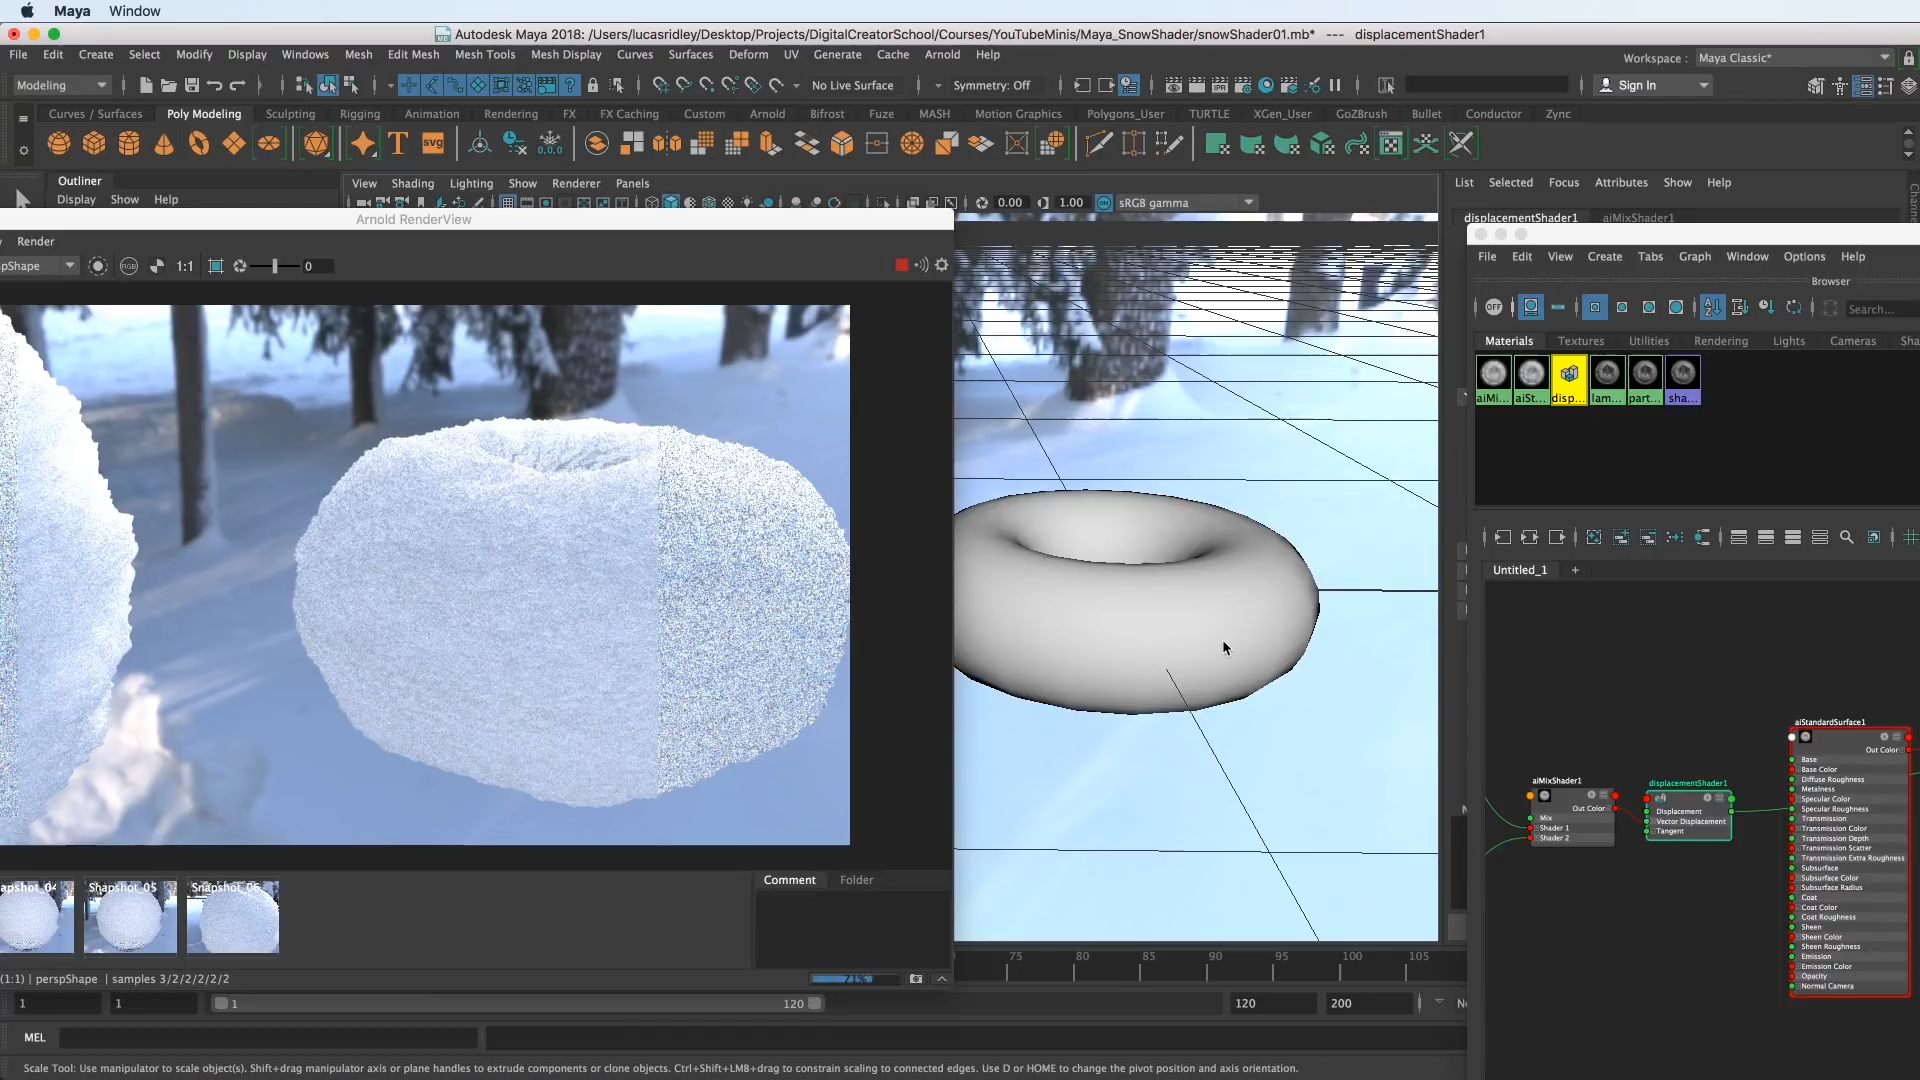 Maya Window
Autodesk Maya 2018: /Users/lucasridley/Desktop/Projects/DigitalCreatorSchool/Courses/YouTubeMinis/Maya_SnowShader/snowShader01.mb* --- displacementShader1
File Edit Create Select Modify Display Windows Mesh Edit Mesh Mesh Tools Mesh Display Curves Surfaces Deform UV Generate Cache Arnold Help
Workspace : Maya Classic*
Modeling No Live Surface Symmetry: Off Sign In
Curves / Surfaces Poly Modeling Sculpting Rigging Animation Rendering FX FX Caching Custom Arnold Bifrost Fuze MASH Motion Graphics Polygons_User TURTLE XGen_User GoZBrush Bullet Conductor Zync
T SVG 0,0,0
Outliner
Display Show Help
View Shading Lighting Show Renderer Panels
0.00 1.00 ON sRGB gamma
List Selected Focus Attributes Show Help
displacementShader1 aiMixShader1
Arnold RenderView
Render
pShape RGB 1:1 0
File Edit View Create Tabs Graph Window Options Help
Browser
OFF Search...
Materials Textures Utilities Rendering Lights Cameras Sha
aiMi... aiSt... disp... lam... part... sha...
Untitled_1 +
aiMixShader1
Out Color
Mix
Shader 1
Shader 2
displacementShader1
Displacement
Vector Displacement
Tangent
aiStandardSurface1
Out Color
Base
Base Color
Diffuse Roughness
Metalness
Specular Color
Specular Roughness
Transmission
Transmission Color
Transmission Depth
Transmission Scatter
Transmission Extra Roughness
Subsurface
Subsurface Color
Subsurface Radius
Coat
Coat Color
Coat Roughness
Sheen
Sheen Color
Sheen Roughness
Emission
Emission Color
Opacity
Normal Camera
apshot_04 Snapshot_05 Snapshot_06
Comment Folder
(1:1) | perspShape | samples 3/2/2/2/2/2
71%
75 80 85 90 95 100 105
1 1 1 120 120 200
MEL
Scale Tool: Use manipulator to scale object(s). Shift+drag manipulator axis or plane handles to extrude components or clone objects. Ctrl+Shift+LMB+drag to constrain scaling to connected edges. Use D or HOME to change the pivot position and axis orientation.